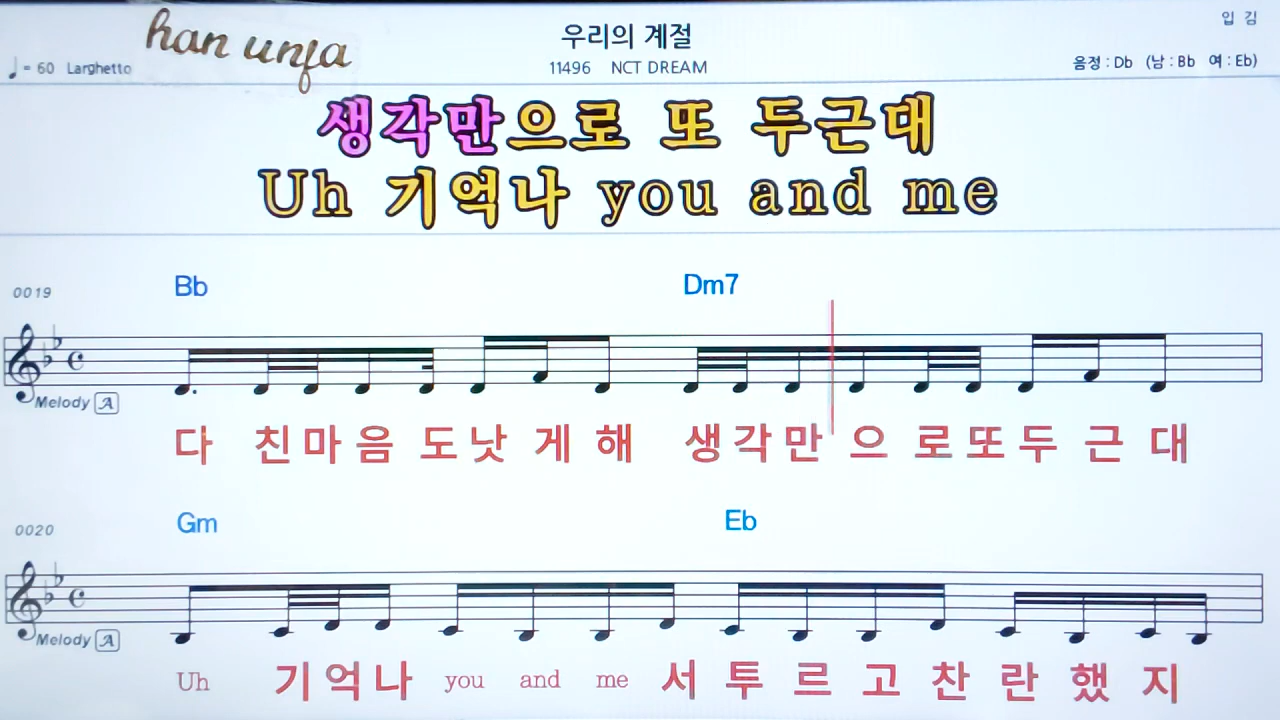 입 김
han unfa
우리의 계절
♩= 60 Larghetto
11496 NCT DREAM
음정 : Db (남 : Bb 여 : Eb)
생각만으로 또 두근대
Uh 기억나 you and me
0019 Bb Dm7
Melody A
다 친마음 도낫 게 해 생각만 으 로또두 근 대
0020 Gm Eb
Melody A
Uh 기억나 you and me 서 투 르 고 찬 란 했 지